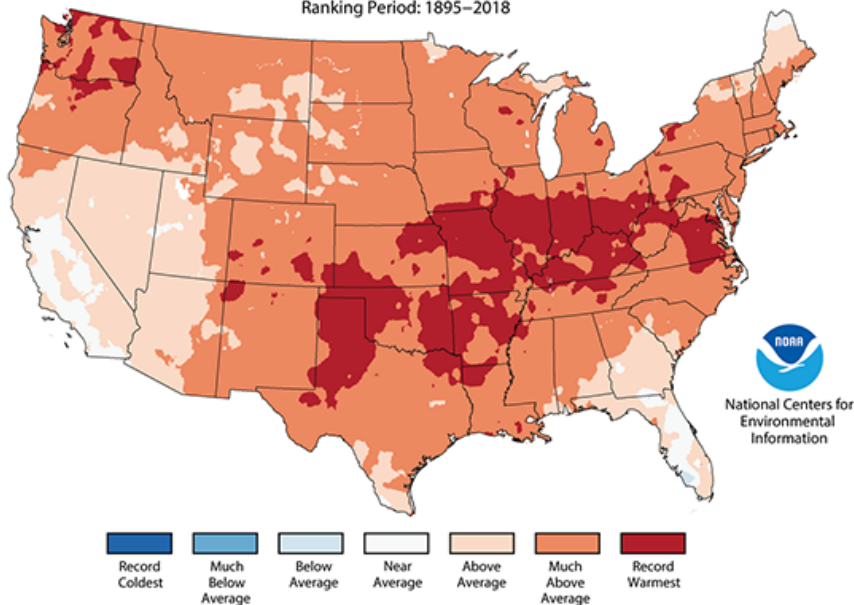 Ranking Period: 1895–2018
NOAA
National Centers for
Environmental
Information
Record
Coldest
Much
Below
Average
Below
Average
Near
Average
Above
Average
Much
Above
Average
Record
Warmest